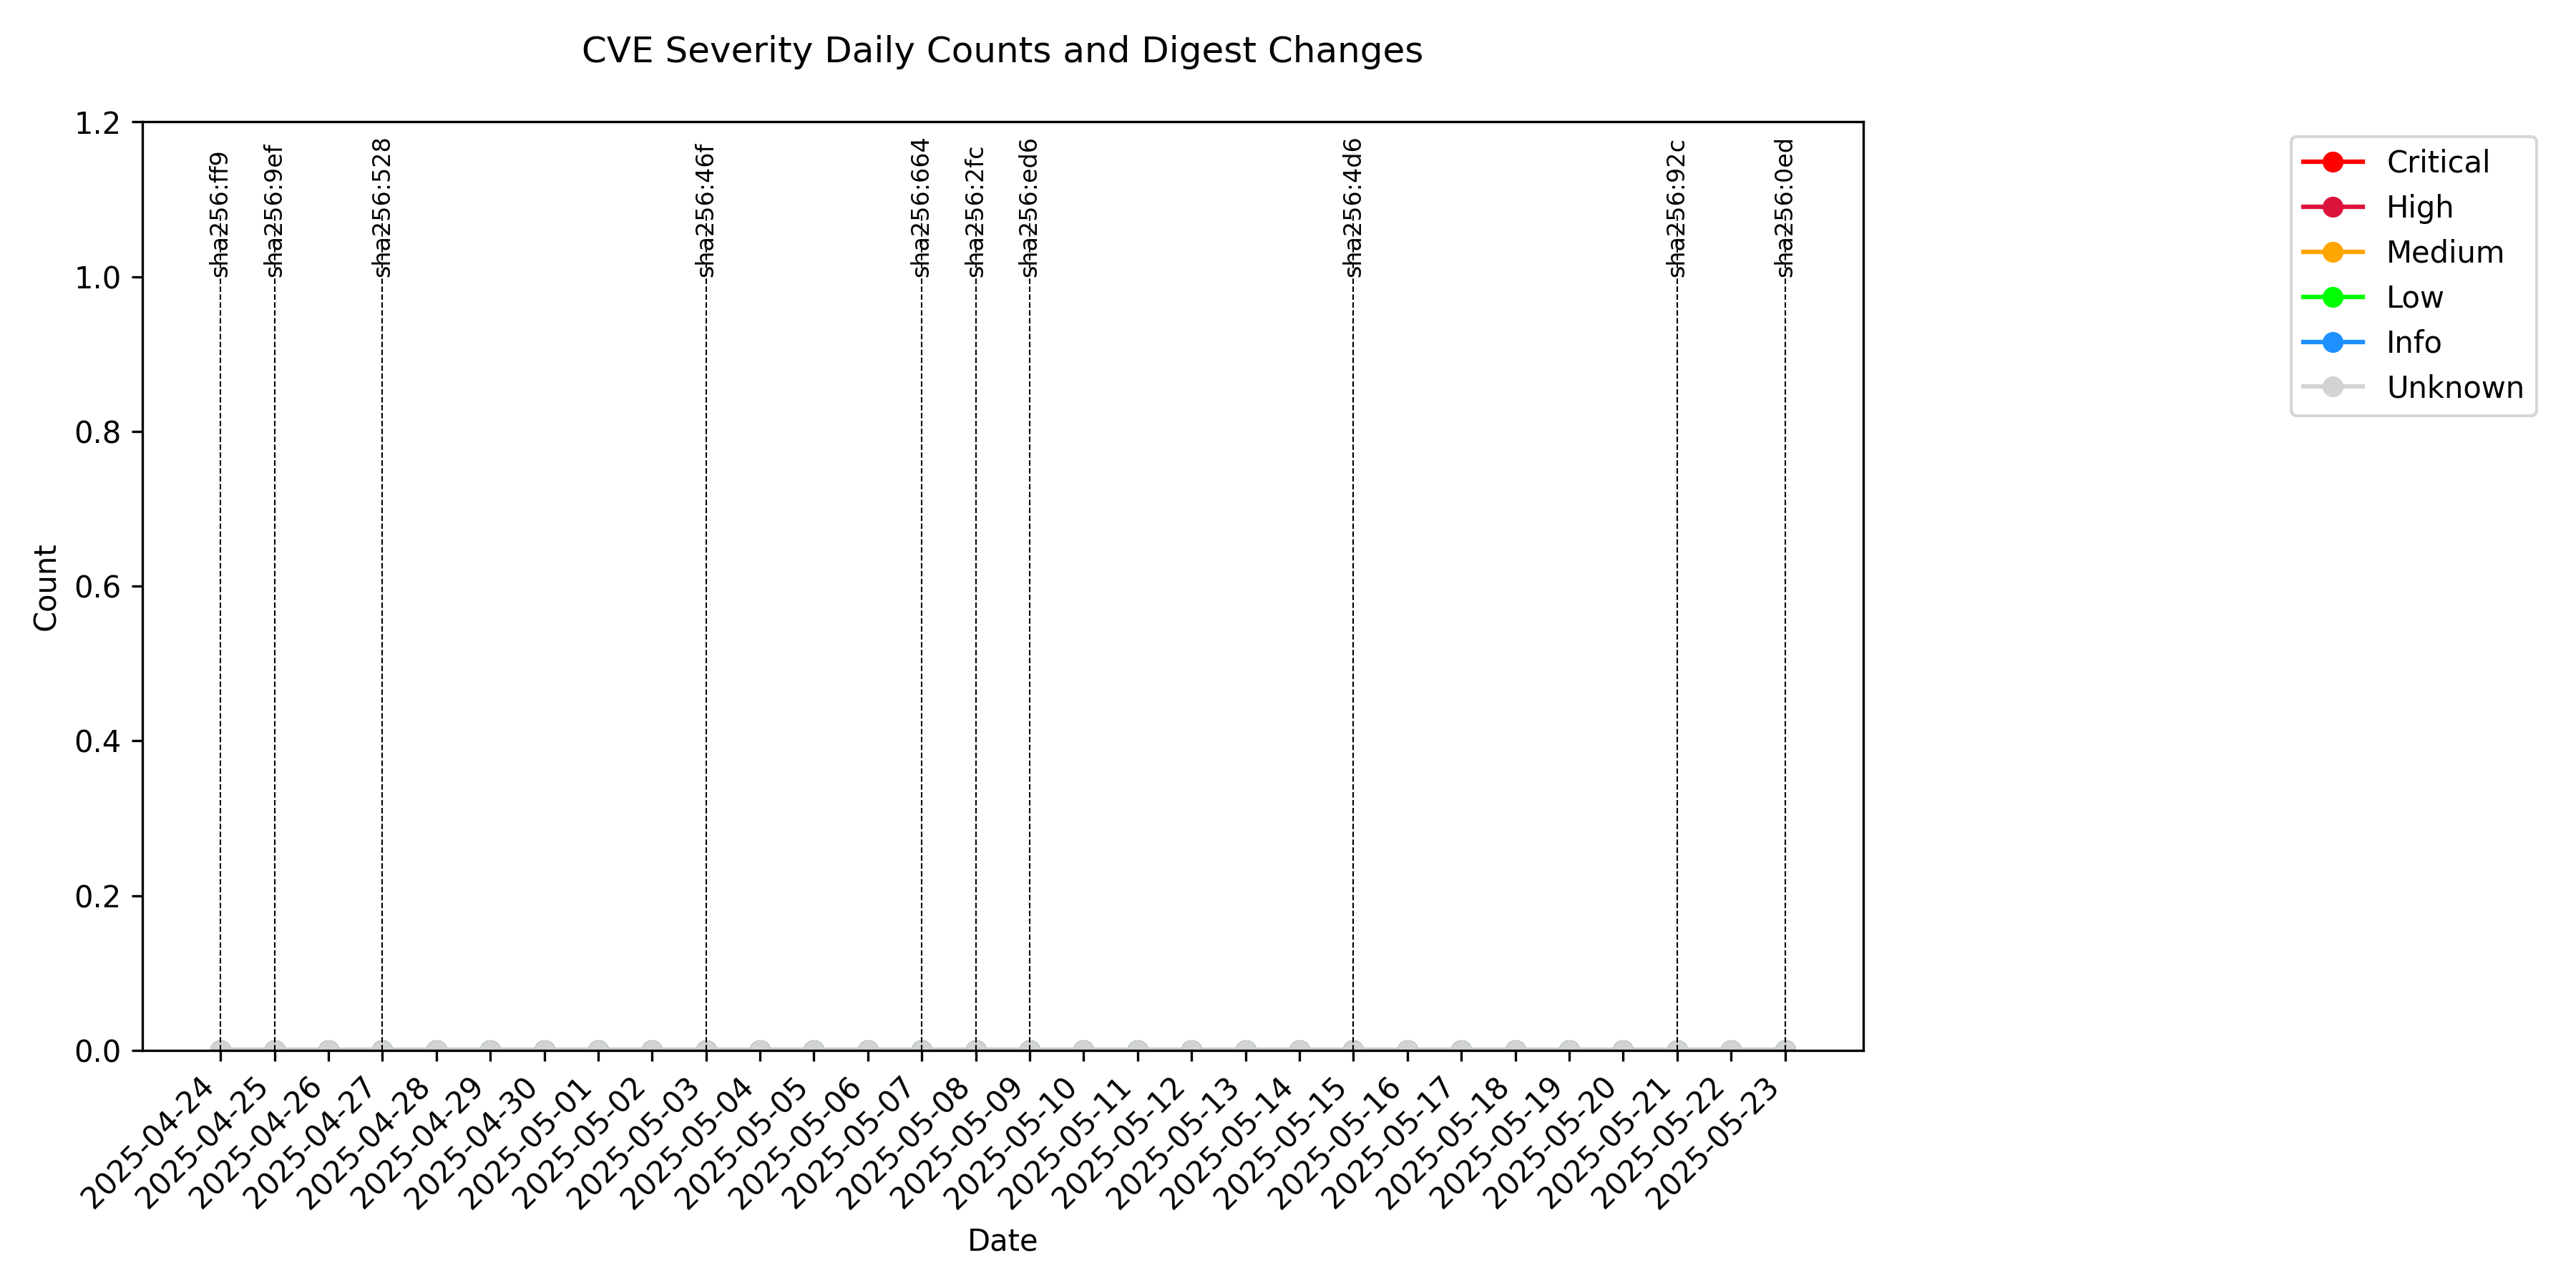 CVE Severity Daily Counts and Digest Changes
1.2
1.0
0.8
0.6
0.4
0.2
0.0
Count
sha256:ff9
sha256:9ef
sha256:528
sha256:46f
sha256:664
sha256:2fc
sha256:ed6
sha256:4d6
sha256:92c
sha256:0ed
Critical
High
Medium
Low
Info
Unknown
2025-04-24
2025-04-25
2025-04-26
2025-04-27
2025-04-28
2025-04-29
2025-04-30
2025-05-01
2025-05-02
2025-05-03
2025-05-04
2025-05-05
2025-05-06
2025-05-07
2025-05-08
2025-05-09
2025-05-10
2025-05-11
2025-05-12
2025-05-13
2025-05-14
2025-05-15
2025-05-16
2025-05-17
2025-05-18
2025-05-19
2025-05-20
2025-05-21
2025-05-22
2025-05-23
Date